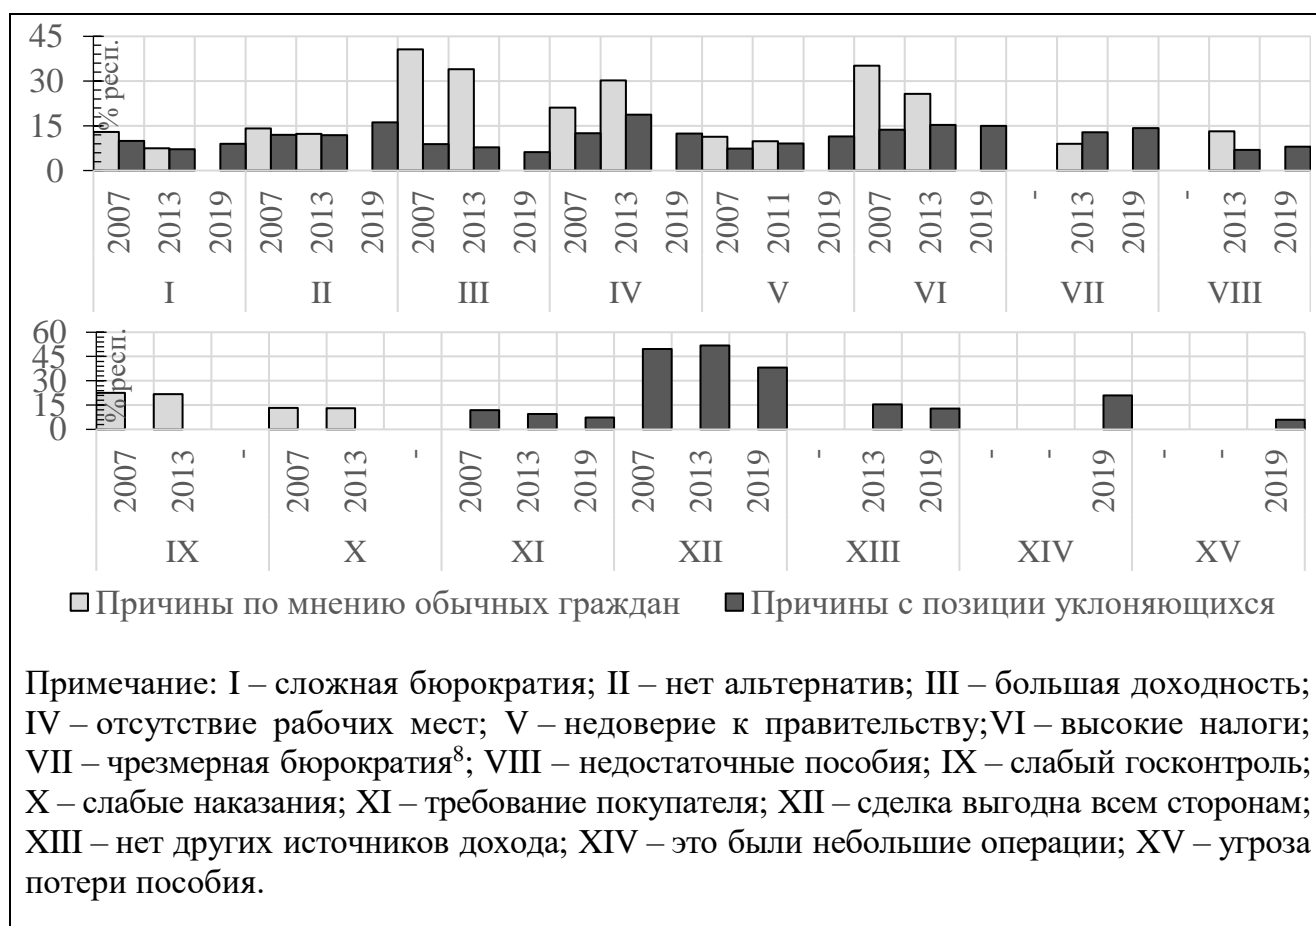 45
30
15
0
% респ.
2007 2013 2019 2007 2013 2019 2007 2013 2019 2007 2013 2019 2007 2011 2019 2007 2013 2019 - 2013 2019 - 2013 2019
I II III IV V VI VII VIII
60
45
30
15
0
% респ.
2007 2013 - 2007 2013 - 2007 2013 2019 2007 2013 2019 - 2013 2019 - - 2019 - - 2019
IX X XI XII XIII XIV XV
Причины по мнению обычных граждан Причины с позиции уклоняющихся
Примечание: I – сложная бюрократия; II – нет альтернатив; III – большая доходность;
IV – отсутствие рабочих мест; V – недоверие к правительству;VI – высокие налоги;
VII – чрезмерная бюрократия⁸; VIII – недостаточные пособия; IX – слабый госконтроль;
X – слабые наказания; XI – требование покупателя; XII – сделка выгодна всем сторонам;
XIII – нет других источников дохода; XIV – это были небольшие операции; XV – угроза
потери пособия.